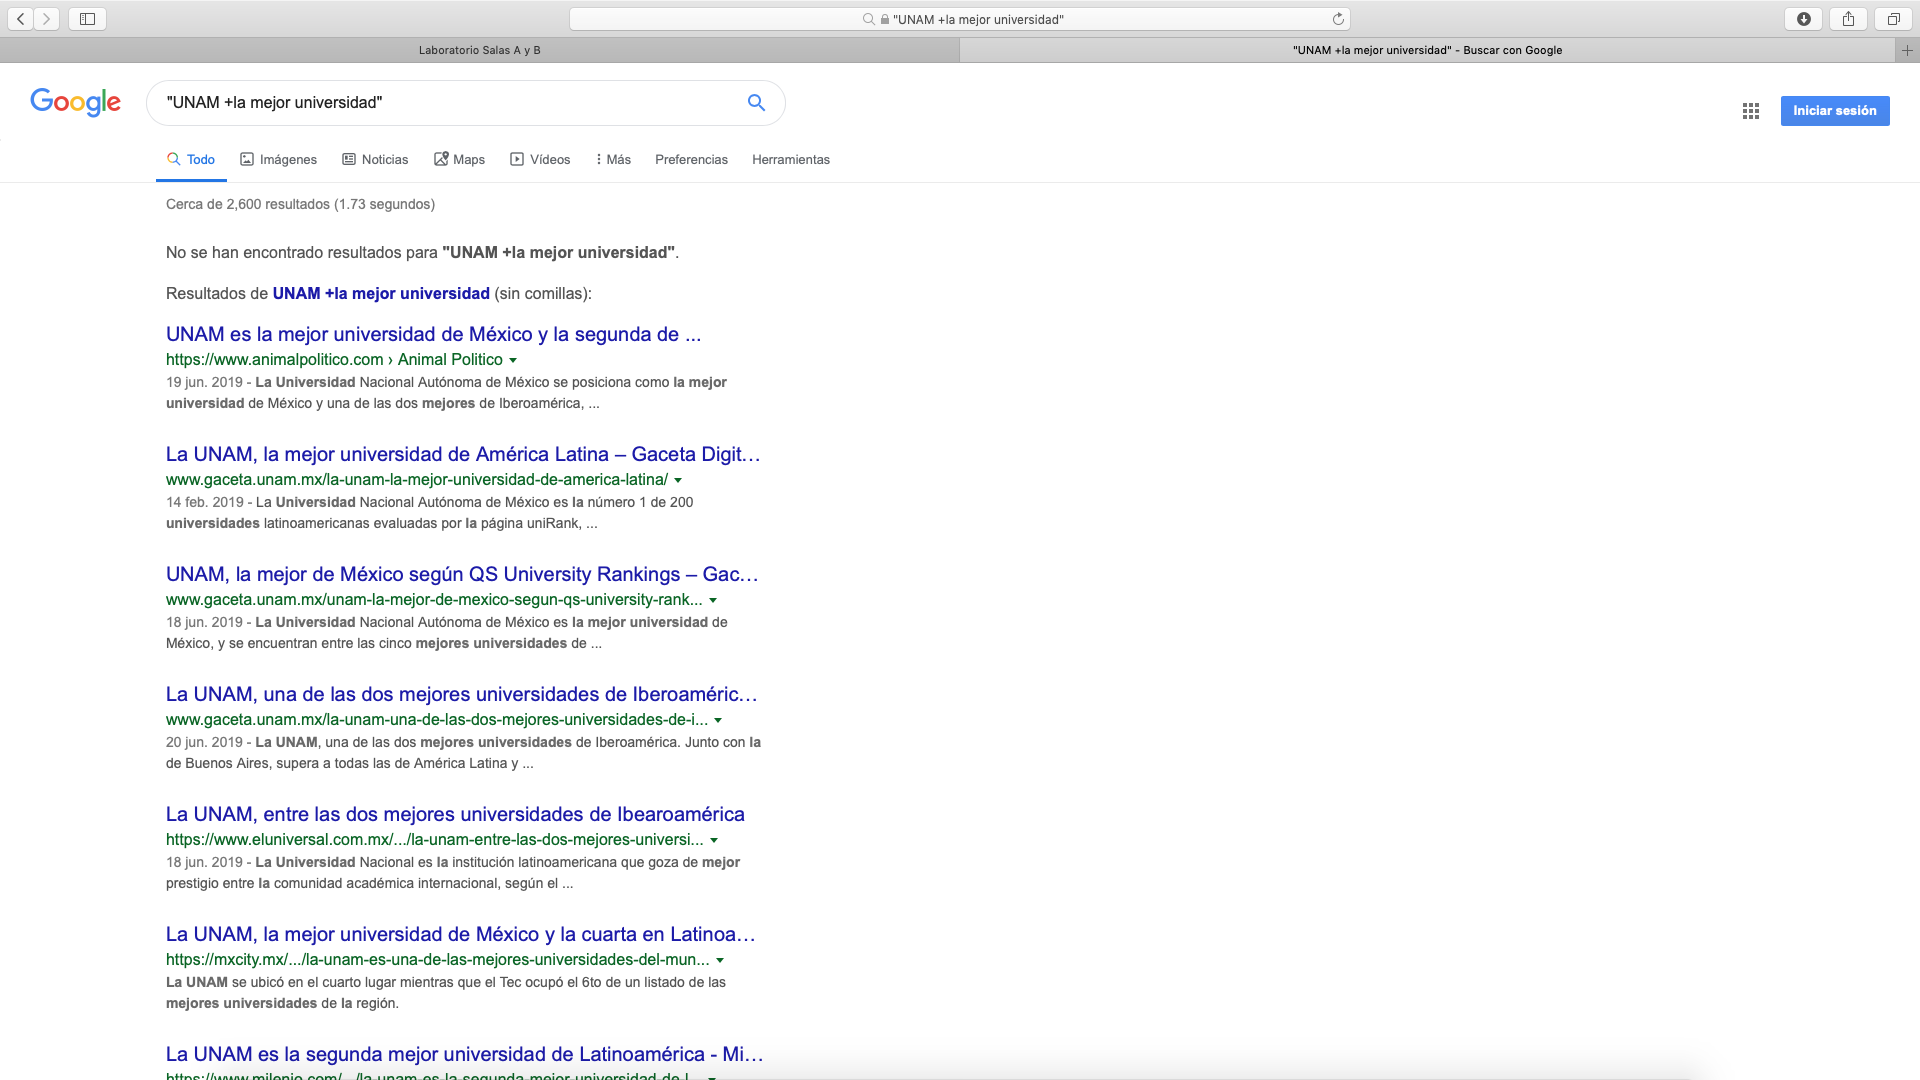 "UNAM +la mejor universidad"
Laboratorio Salas A y B
"UNAM +la mejor universidad" - Buscar con Google
Google
"UNAM +la mejor universidad"
Iniciar sesión
Todo Imágenes Noticias Maps Vídeos Más Preferencias Herramientas
Cerca de 2,600 resultados (1.73 segundos)
No se han encontrado resultados para "UNAM +la mejor universidad".
Resultados de UNAM +la mejor universidad (sin comillas):
UNAM es la mejor universidad de México y la segunda de ...
https://www.animalpolitico.com › Animal Politico
19 jun. 2019 - La Universidad Nacional Autónoma de México se posiciona como la mejor
universidad de México y una de las dos mejores de Iberoamérica, ...
La UNAM, la mejor universidad de América Latina – Gaceta Digit…
www.gaceta.unam.mx/la-unam-la-mejor-universidad-de-america-latina/
14 feb. 2019 - La Universidad Nacional Autónoma de México es la número 1 de 200
universidades latinoamericanas evaluadas por la página uniRank, ...
UNAM, la mejor de México según QS University Rankings – Gac…
www.gaceta.unam.mx/unam-la-mejor-de-mexico-segun-qs-university-rank...
18 jun. 2019 - La Universidad Nacional Autónoma de México es la mejor universidad de
México, y se encuentran entre las cinco mejores universidades de ...
La UNAM, una de las dos mejores universidades de Iberoaméric…
www.gaceta.unam.mx/la-unam-una-de-las-dos-mejores-universidades-de-i...
20 jun. 2019 - La UNAM, una de las dos mejores universidades de Iberoamérica. Junto con la
de Buenos Aires, supera a todas las de América Latina y ...
La UNAM, entre las dos mejores universidades de Ibearoamérica
https://www.eluniversal.com.mx/.../la-unam-entre-las-dos-mejores-universi...
18 jun. 2019 - La Universidad Nacional es la institución latinoamericana que goza de mejor
prestigio entre la comunidad académica internacional, según el ...
La UNAM, la mejor universidad de México y la cuarta en Latinoa…
https://mxcity.mx/.../la-unam-es-una-de-las-mejores-universidades-del-mun...
La UNAM se ubicó en el cuarto lugar mientras que el Tec ocupó el 6to de un listado de las
mejores universidades de la región.
La UNAM es la segunda mejor universidad de Latinoamérica - Mi…
https://www.milenio.com/.../la-unam-es-la-segunda-mejor-universidad-de-l...